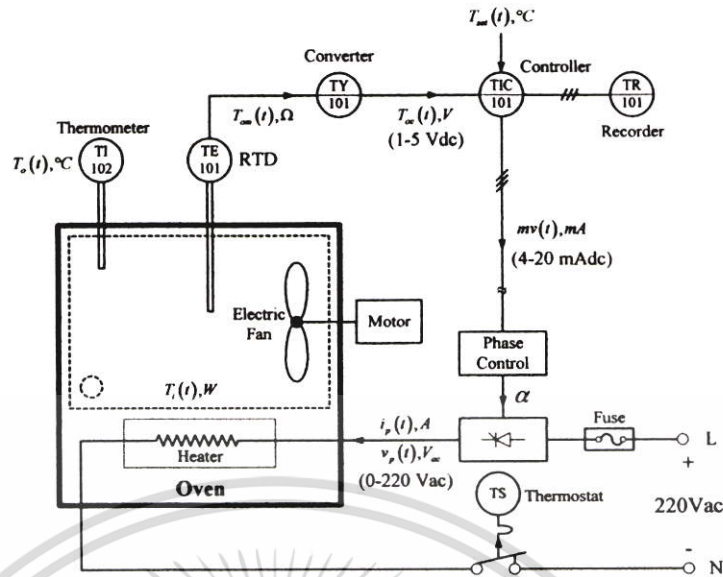 T_set(t),°C
Converter
Controller
TY
101
TIC
101
TR
101
Recorder
T_om(t),Ω
T_oc(t),V
(1-5 Vdc)
Thermometer
T_o(t),°C
TI
102
TE
101
RTD
mv(t),mA
(4-20 mAdc)
Electric
Fan
Motor
Phase
Control
α
T_i(t),W
i_p(t),A
v_p(t),V_ac
(0-220 Vac)
Fuse
L
+
Heater
Oven
TS
Thermostat
220Vac
-
N